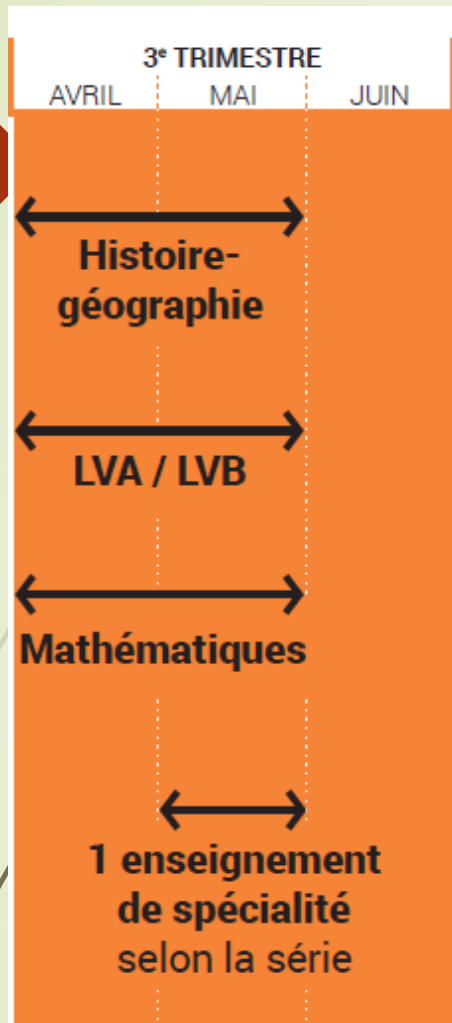 3e TRIMESTRE
AVRIL MAI JUIN
Histoire-
géographie
LVA / LVB
Mathématiques
1 enseignement
de spécialité
selon la série